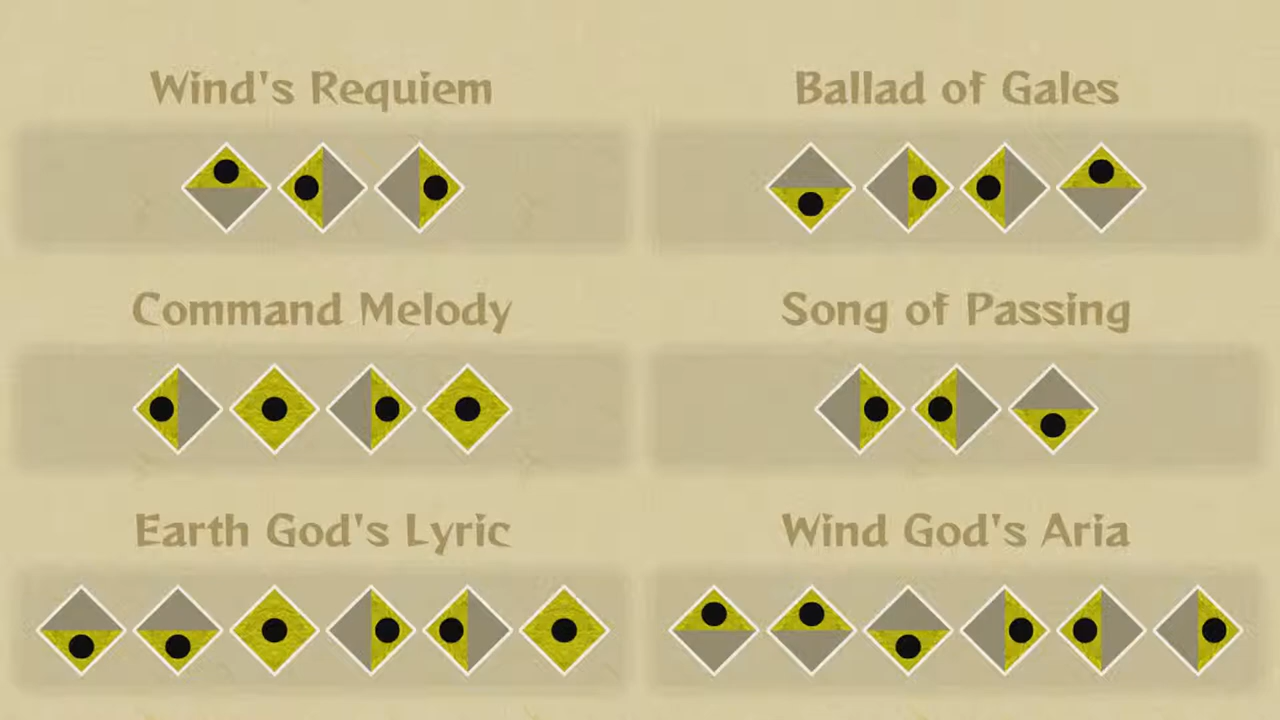 Wind's Requiem
Ballad of Gales
Command Melody
Song of Passing
Earth God's Lyric
Wind God's Aria